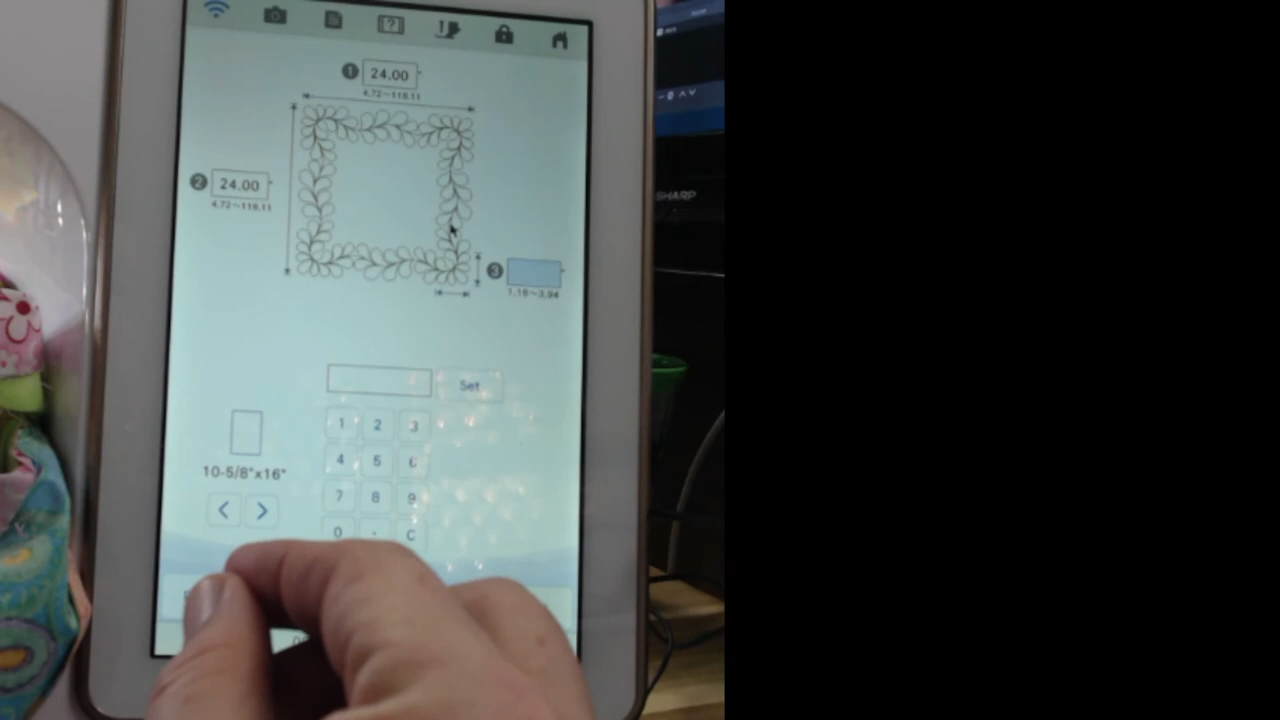 ?
1 24.00"
4.72~118.11
2 24.00"
4.72~118.11
3 "
1.18~3.94
Set
1 2 3
4 5 6
7 8 9
0 . C
10-5/8"x16"
< >
SHARP